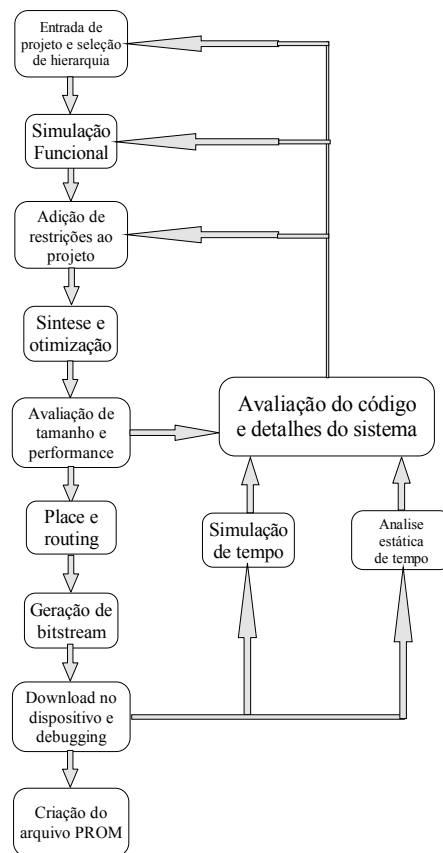 Entrada de
projeto e seleção
de hierarquia
Simulação
Funcional
Adição de
restrições ao
projeto
Sintese e
otimização
Avaliação de
tamanho e
performance
Avaliação do código
e detalhes do sistema
Place e
routing
Simulação
de tempo
Analise
estática
de tempo
Geração de
bitstream
Download no
dispositivo e
debugging
Criação do
arquivo PROM